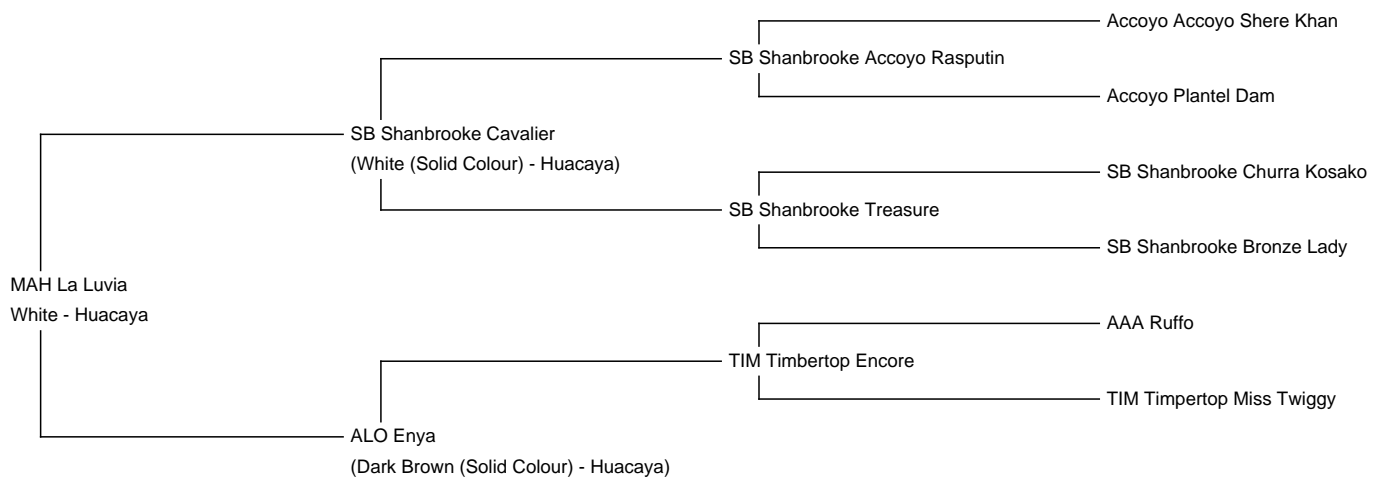 Accoyo Accoyo Shere Khan
SB Shanbrooke Accoyo Rasputin
Accoyo Plantel Dam
SB Shanbrooke Cavalier
(White (Solid Colour) - Huacaya)
SB Shanbrooke Churra Kosako
SB Shanbrooke Treasure
SB Shanbrooke Bronze Lady
MAH La Luvia
White - Huacaya
AAA Ruffo
TIM Timbertop Encore
TIM Timpertop Miss Twiggy
ALO Enya
(Dark Brown (Solid Colour) - Huacaya)